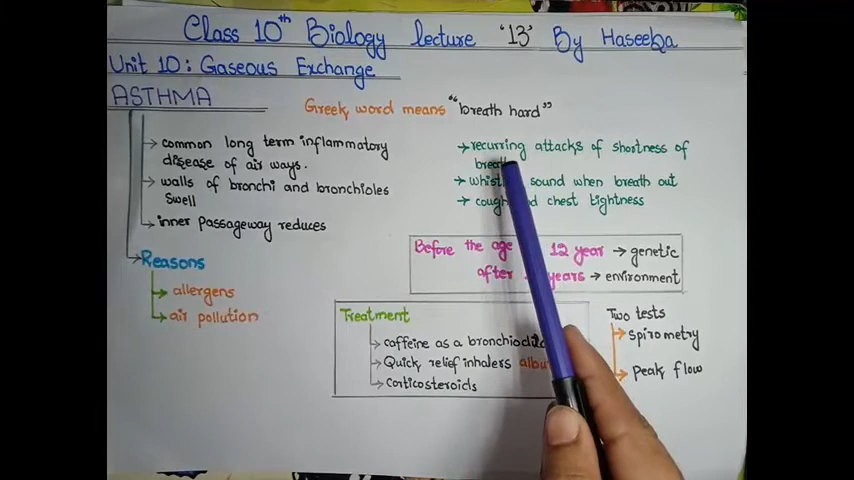 Class 10th Biology lecture '13' By Haseeba
Unit 10: Gaseous Exchange
ASTHMA
Greek word means "breath hard"
common long term inflammatory
disease of air ways.
walls of bronchi and bronchioles
swell
inner passageway reduces
Reasons
allergens
air pollution
recurring attacks of shortness of
sound when breath out
chest tightness
Before the age 12 year → genetic
after years → environment
Treatment
caffeine as a
Quick relief inhalers
corticosteroids
Two tests
spirometry
peak flow